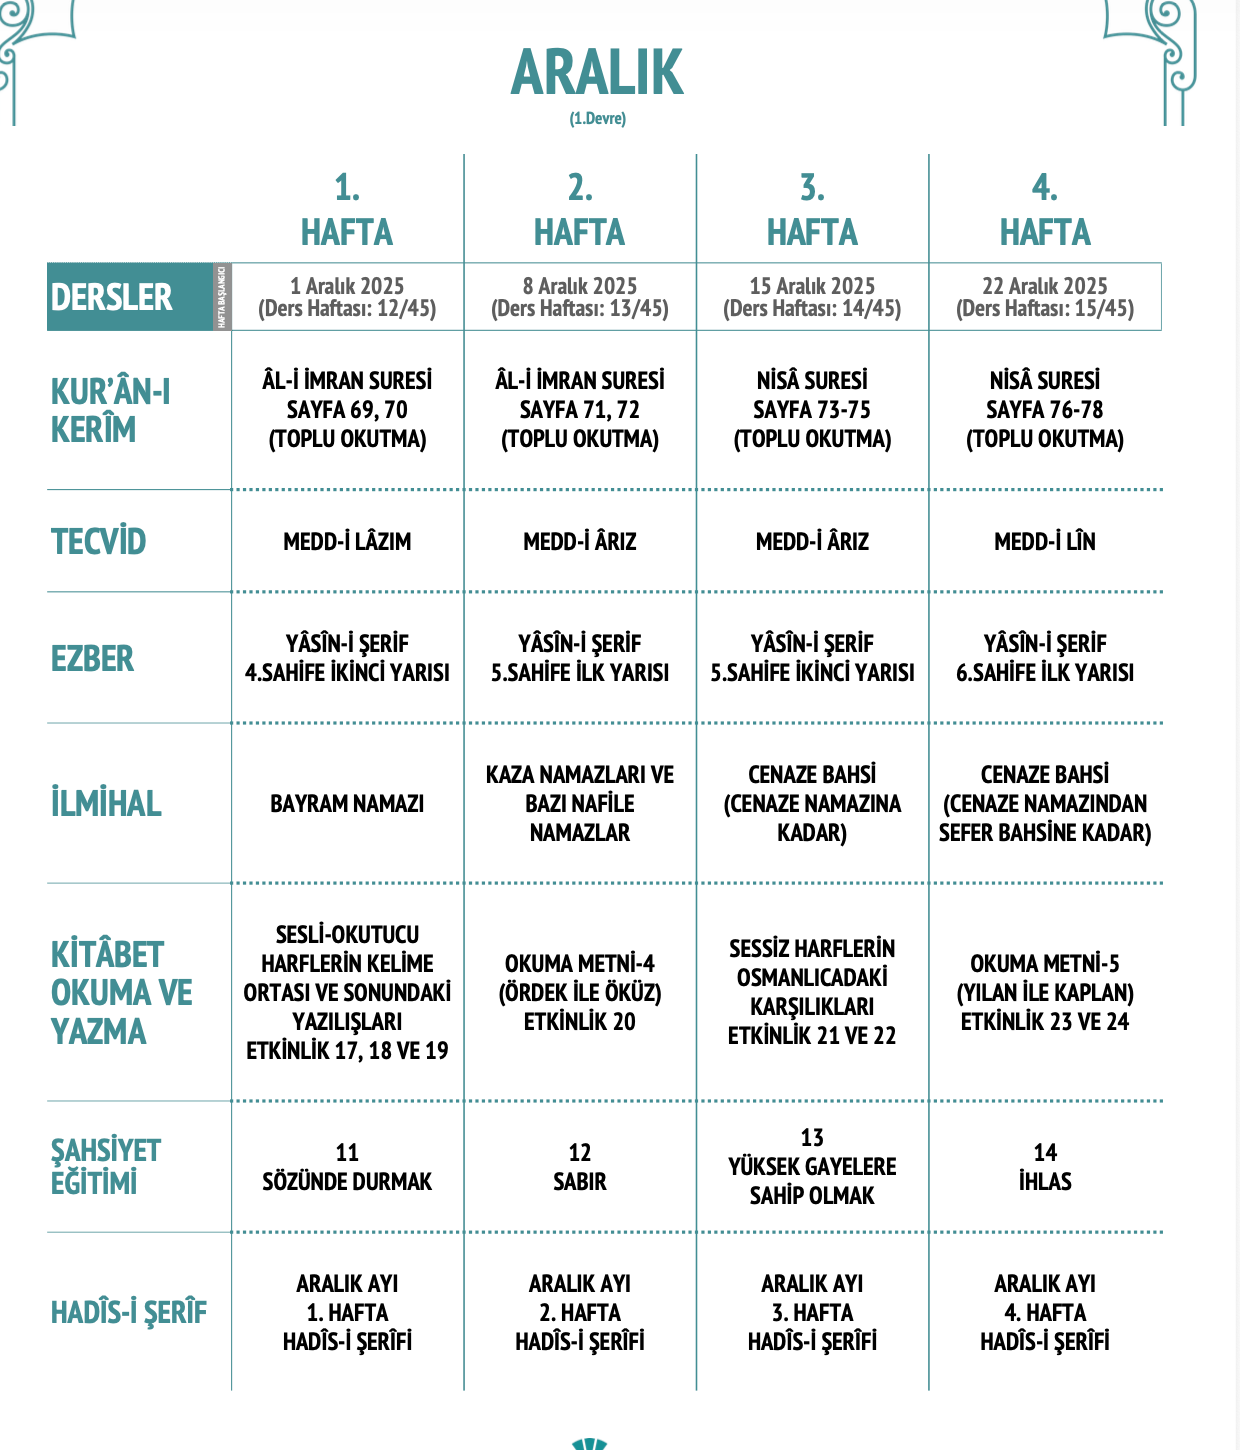 ARALIK
(1.Devre)
1.
HAFTA
2.
HAFTA
3.
HAFTA
4.
HAFTA
DERSLER
HAFTA BAŞLANGICI
1 Aralık 2025
(Ders Haftası: 12/45)
8 Aralık 2025
(Ders Haftası: 13/45)
15 Aralık 2025
(Ders Haftası: 14/45)
22 Aralık 2025
(Ders Haftası: 15/45)
KUR’ÂN-I
KERÎM
ÂL-İ İMRAN SURESİ
SAYFA 69, 70
(TOPLU OKUTMA)
ÂL-İ İMRAN SURESİ
SAYFA 71, 72
(TOPLU OKUTMA)
NİSÂ SURESİ
SAYFA 73-75
(TOPLU OKUTMA)
NİSÂ SURESİ
SAYFA 76-78
(TOPLU OKUTMA)
TECVİD
MEDD-İ LÂZIM
MEDD-İ ÂRIZ
MEDD-İ ÂRIZ
MEDD-İ LÎN
EZBER
YÂSÎN-İ ŞERİF
4.SAHİFE İKİNCİ YARISI
YÂSÎN-İ ŞERİF
5.SAHİFE İLK YARISI
YÂSÎN-İ ŞERİF
5.SAHİFE İKİNCİ YARISI
YÂSÎN-İ ŞERİF
6.SAHİFE İLK YARISI
İLMİHAL
BAYRAM NAMAZI
KAZA NAMAZLARI VE
BAZI NAFİLE
NAMAZLAR
CENAZE BAHSİ
(CENAZE NAMAZINA
KADAR)
CENAZE BAHSİ
(CENAZE NAMAZINDAN
SEFER BAHSİNE KADAR)
KİTÂBET
OKUMA VE
YAZMA
SESLİ-OKUTUCU
HARFLERİN KELİME
ORTASI VE SONUNDAKİ
YAZILIŞLARI
ETKİNLİK 17, 18 VE 19
OKUMA METNİ-4
(ÖRDEK İLE ÖKÜZ)
ETKİNLİK 20
SESSİZ HARFLERİN
OSMANLICADAKİ
KARŞILIKLARI
ETKİNLİK 21 VE 22
OKUMA METNİ-5
(YILAN İLE KAPLAN)
ETKİNLİK 23 VE 24
ŞAHSİYET
EĞİTİMİ
11
SÖZÜNDE DURMAK
12
SABIR
13
YÜKSEK GAYELERE
SAHİP OLMAK
14
İHLAS
HADÎS-İ ŞERÎF
ARALIK AYI
1. HAFTA
HADÎS-İ ŞERÎFİ
ARALIK AYI
2. HAFTA
HADÎS-İ ŞERÎFİ
ARALIK AYI
3. HAFTA
HADÎS-İ ŞERÎFİ
ARALIK AYI
4. HAFTA
HADÎS-İ ŞERÎFİ